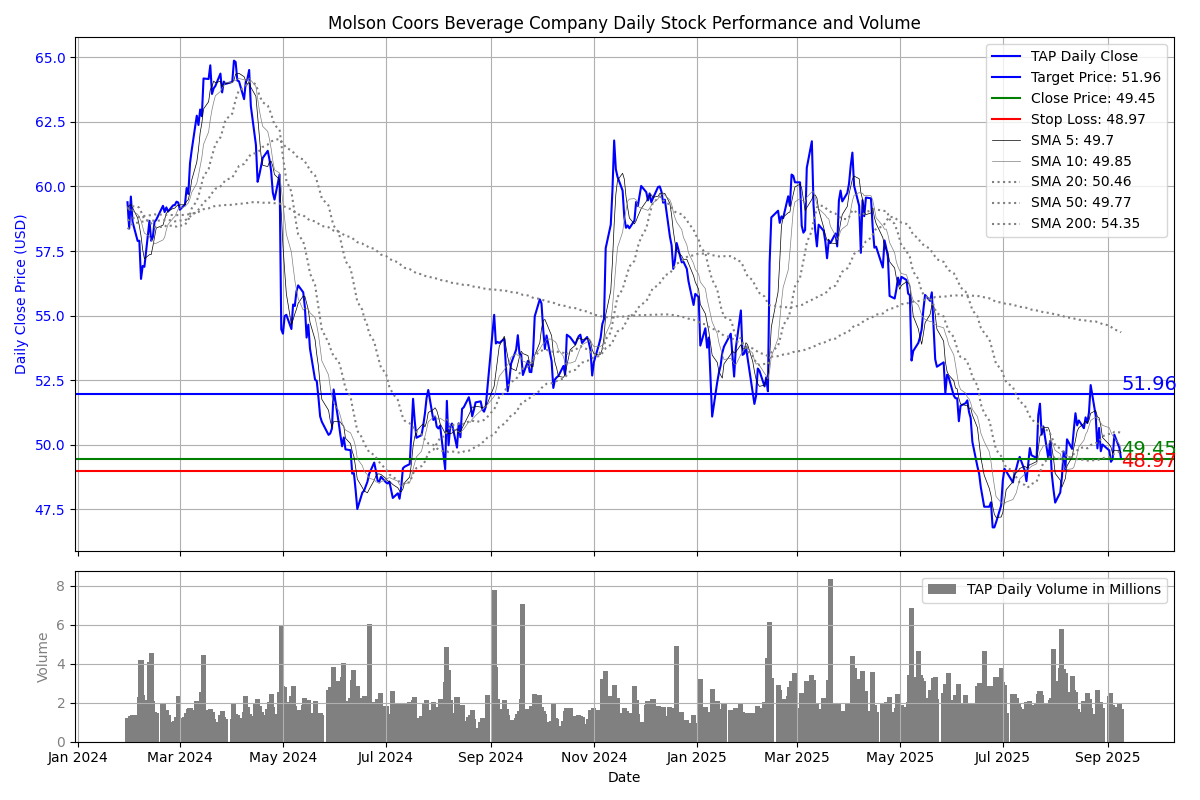 Molson Coors Beverage Company Daily Stock Performance and Volume
Daily Close Price (USD)
65.0
62.5
60.0
57.5
55.0
52.5
50.0
47.5
TAP Daily Close
Target Price: 51.96
Close Price: 49.45
Stop Loss: 48.97
SMA 5: 49.7
SMA 10: 49.85
SMA 20: 50.46
SMA 50: 49.77
SMA 200: 54.35
51.96
49.45
48.97
Volume
8
6
4
2
0
TAP Daily Volume in Millions
Jan 2024 Mar 2024 May 2024 Jul 2024 Sep 2024 Nov 2024 Jan 2025 Mar 2025 May 2025 Jul 2025 Sep 2025
Date